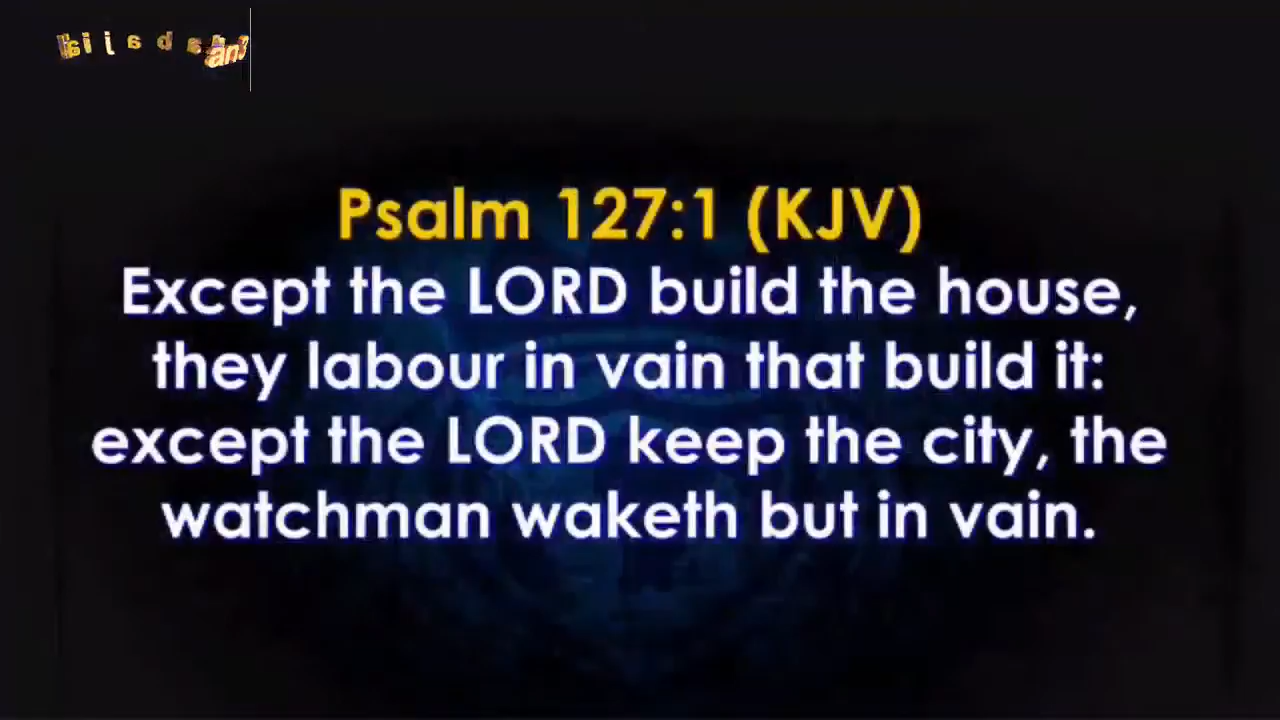 Psalm 127:1 (KJV)
Except the LORD build the house,
they labour in vain that build it:
except the LORD keep the city, the
watchman waketh but in vain.